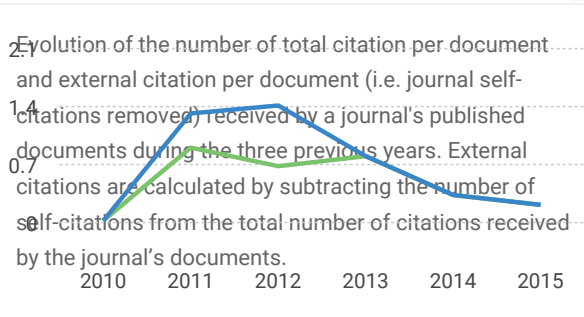 Evolution of the number of total citation per document
and external citation per document (i.e. journal self-
citations removed) received by a journal's published
documents during the three previous years. External
citations are calculated by subtracting the number of
self-citations from the total number of citations received
by the journal’s documents.
2.1
1.4
0.7
0
2010 2011 2012 2013 2014 2015